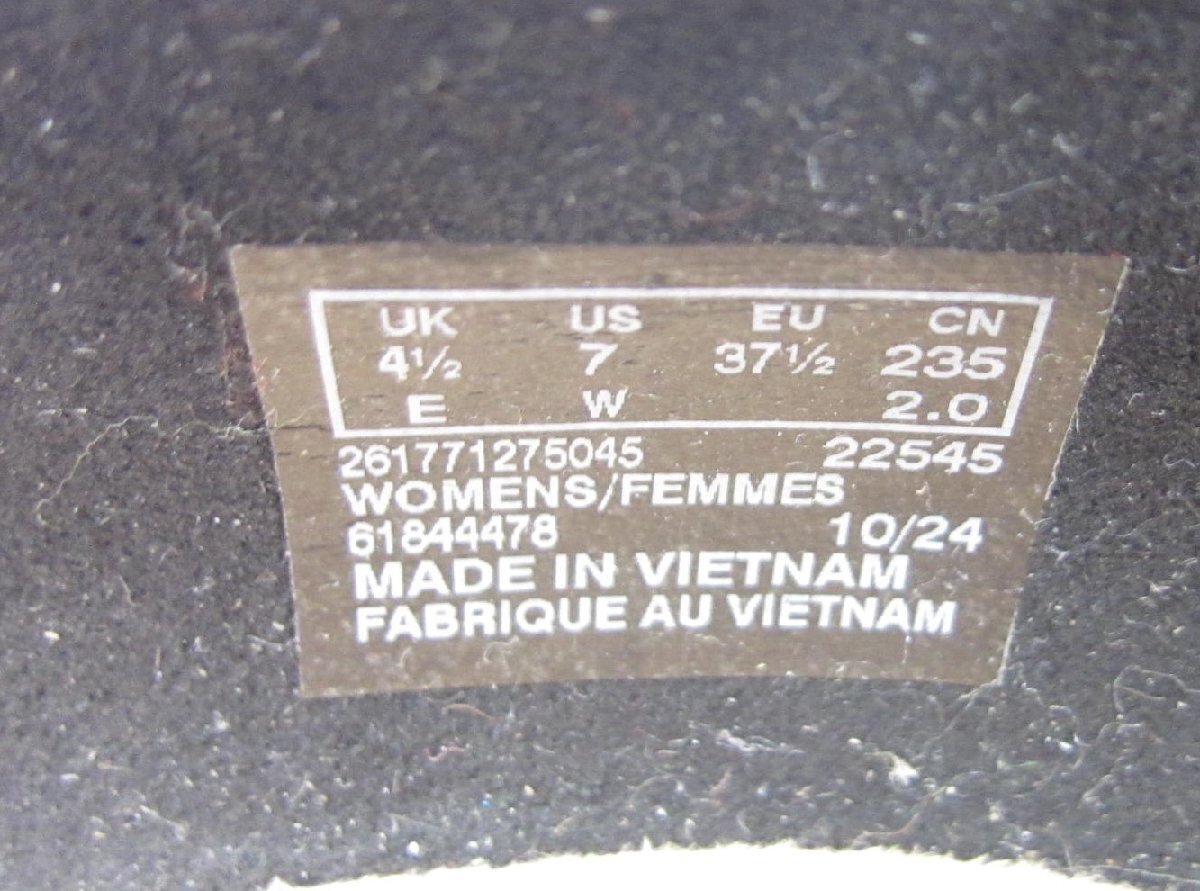 UK US EU CN
4½ 7 37½ 235
E W 2.0
261771275045 22545
WOMENS/FEMMES
61844478 10/24
MADE IN VIETNAM
FABRIQUE AU VIETNAM